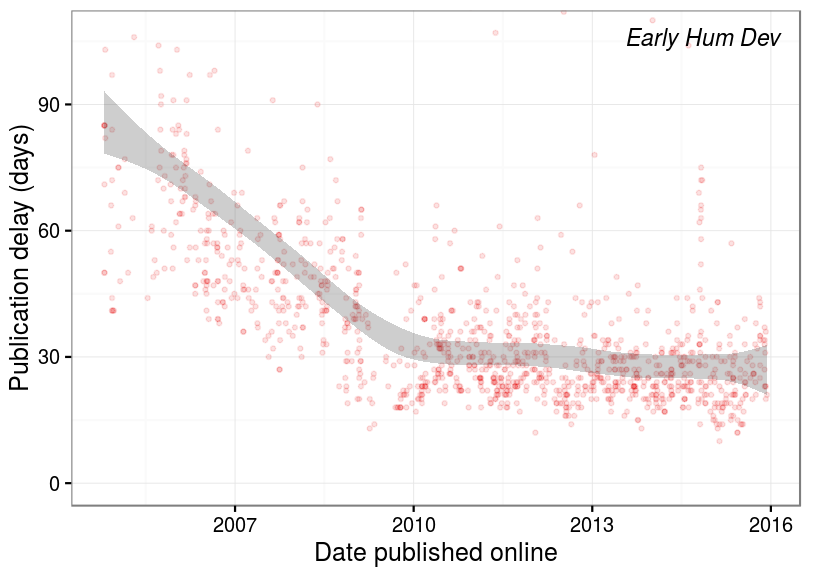 Early Hum Dev
Publication delay (days)
90
60
30
0
2007 2010 2013 2016
Date published online